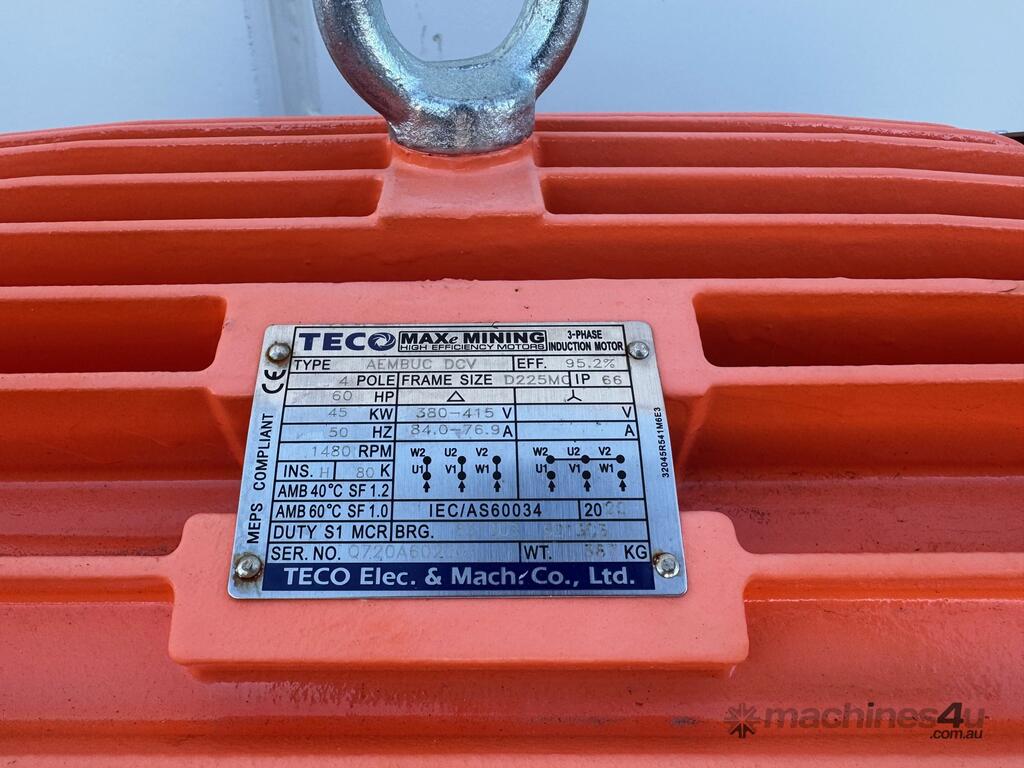 TECO MAXe MINING HIGH EFFICIENCY MOTORS 3-PHASE INDUCTION MOTOR
TYPE AEMBUC DCV EFF. 95.2%
4 POLE FRAME SIZE D225MC IP 66
60 HP △ Y
45 KW 380-415 V V
50 HZ 84.0-76.9 A A
1480 RPM W2 U2 V2 W2 U2 V2
INS. H 80 K U1 V1 W1 U1 V1 W1
AMB 40°C SF 1.2
AMB 60°C SF 1.0 IEC/AS60034 20
DUTY S1 MCR BRG.
SER. NO. WT. KG
TECO Elec. & Mach. Co., Ltd.
CE
MEPS COMPLIANT
32045R541M6E3
machines4u
.com.au